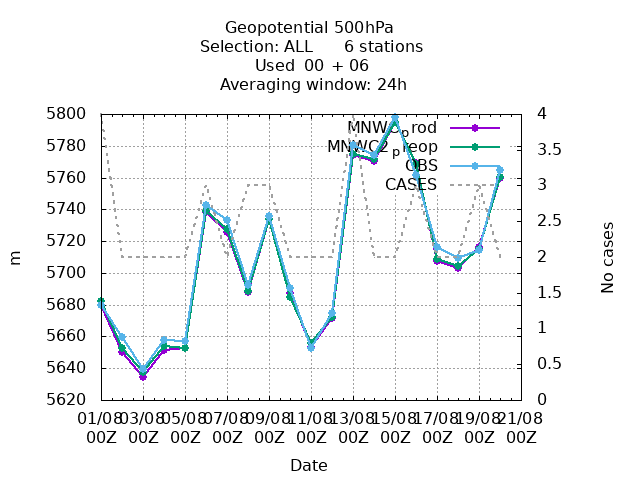 Geopotential 500hPa
Selection: ALL 6 stations
Used 00 + 06
Averaging window: 24h
5800
5780
5760
5740
5720
5700
5680
5660
5640
5620
m
4
3.5
3
2.5
2
1.5
1
0.5
0
No cases
MNWC_prod
MNWC2_preop
OBS
CASES
01/08 03/08 05/08 07/08 09/08 11/08 13/08 15/08 17/08 19/08 21/08
00Z 00Z 00Z 00Z 00Z 00Z 00Z 00Z 00Z 00Z 00Z
Date